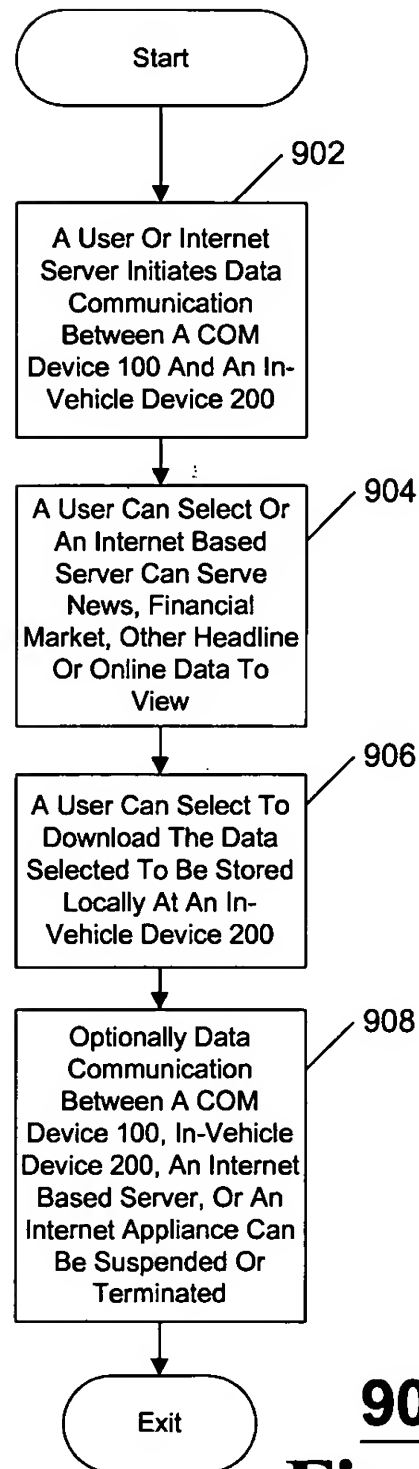 Start
902
A User Or Internet
Server Initiates Data
Communication
Between A COM
Device 100 And An In-
Vehicle Device 200
904
A User Can Select Or
An Internet Based
Server Can Serve
News, Financial
Market, Other Headline
Or Online Data To
View
906
A User Can Select To
Download The Data
Selected To Be Stored
Locally At An In-
Vehicle Device 200
908
Optionally Data
Communication
Between A COM
Device 100, In-Vehicle
Device 200, An Internet
Based Server, Or An
Internet Appliance Can
Be Suspended Or
Terminated
Exit